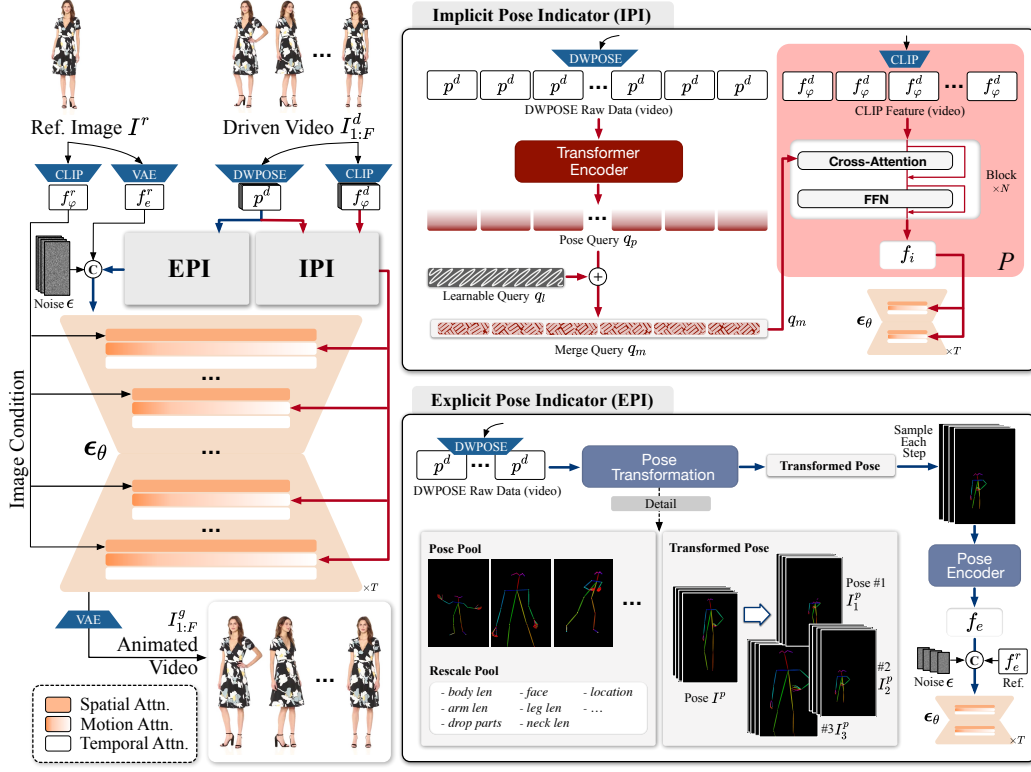 Ref. Image I^r
Driven Video I^d_{1:F}
CLIP
VAE
DWPOSE
CLIP
f^r_φ
f^r_e
p^d
f^d_φ
EPI
IPI
C
Noise ϵ
Image Condition
ϵ_θ
...
...
...
...
×T
VAE
I^g_{1:F}
Animated
Video
...
Spatial Attn.
Motion Attn.
Temporal Attn.
Implicit Pose Indicator (IPI)
DWPOSE
p^d p^d p^d ... p^d p^d p^d
DWPOSE Raw Data (video)
Transformer
Encoder
...
Pose Query q_p
Learnable Query q_l
+
Merge Query q_m
q_m
CLIP
f^d_φ f^d_φ f^d_φ ... f^d_φ
CLIP Feature (video)
Cross-Attention
FFN
Block
×N
f_i
P
ϵ_θ
×T
Explicit Pose Indicator (EPI)
DWPOSE
p^d ... p^d
DWPOSE Raw Data (video)
Pose
Transformation
Detail
Transformed Pose
Sample
Each
Step
Pose
Encoder
f_e
C
Noise ϵ
f^r_e
Ref.
ϵ_θ
×T
Pose Pool
...
Rescale Pool
- body len - face - location
- arm len - leg len - ...
- drop parts - neck len
Transformed Pose
Pose I^p
Pose #1
I^p_1
#2
I^p_2
#3 I^p_3